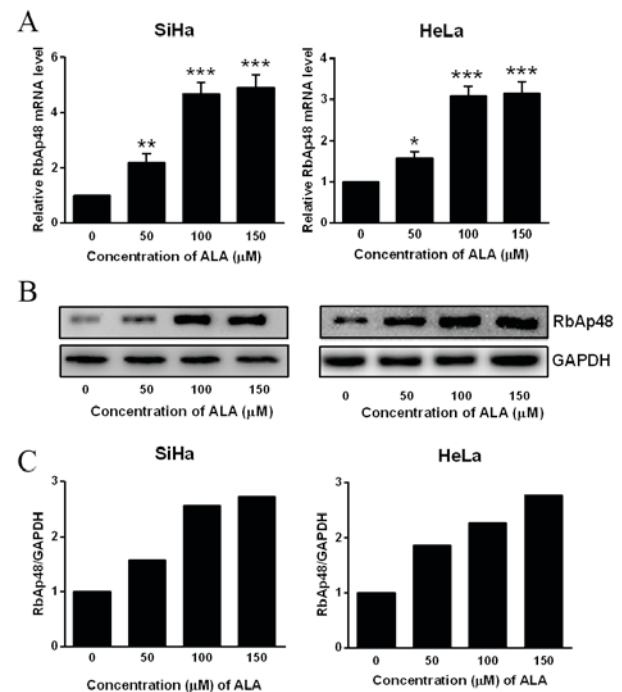 A
SiHa
HeLa
Relative RbAp48 mRNA level
6
4
2
0
**
***
***
0 50 100 150
Concentration of ALA (µM)
Relative RbAp48 mRNA level
4
3
2
1
0
*
***
***
0 50 100 150
Concentration of ALA (µM)
B
RbAp48
GAPDH
0 50 100 150
Concentration of ALA (µM)
0 50 100 150
Concentration of ALA (µM)
C
SiHa
HeLa
RbAp48/GAPDH
3
2
1
0
0 50 100 150
Concentration (µM) of ALA
RbAp48/GAPDH
3
2
1
0
0 50 100 150
Concentration (µM) of ALA